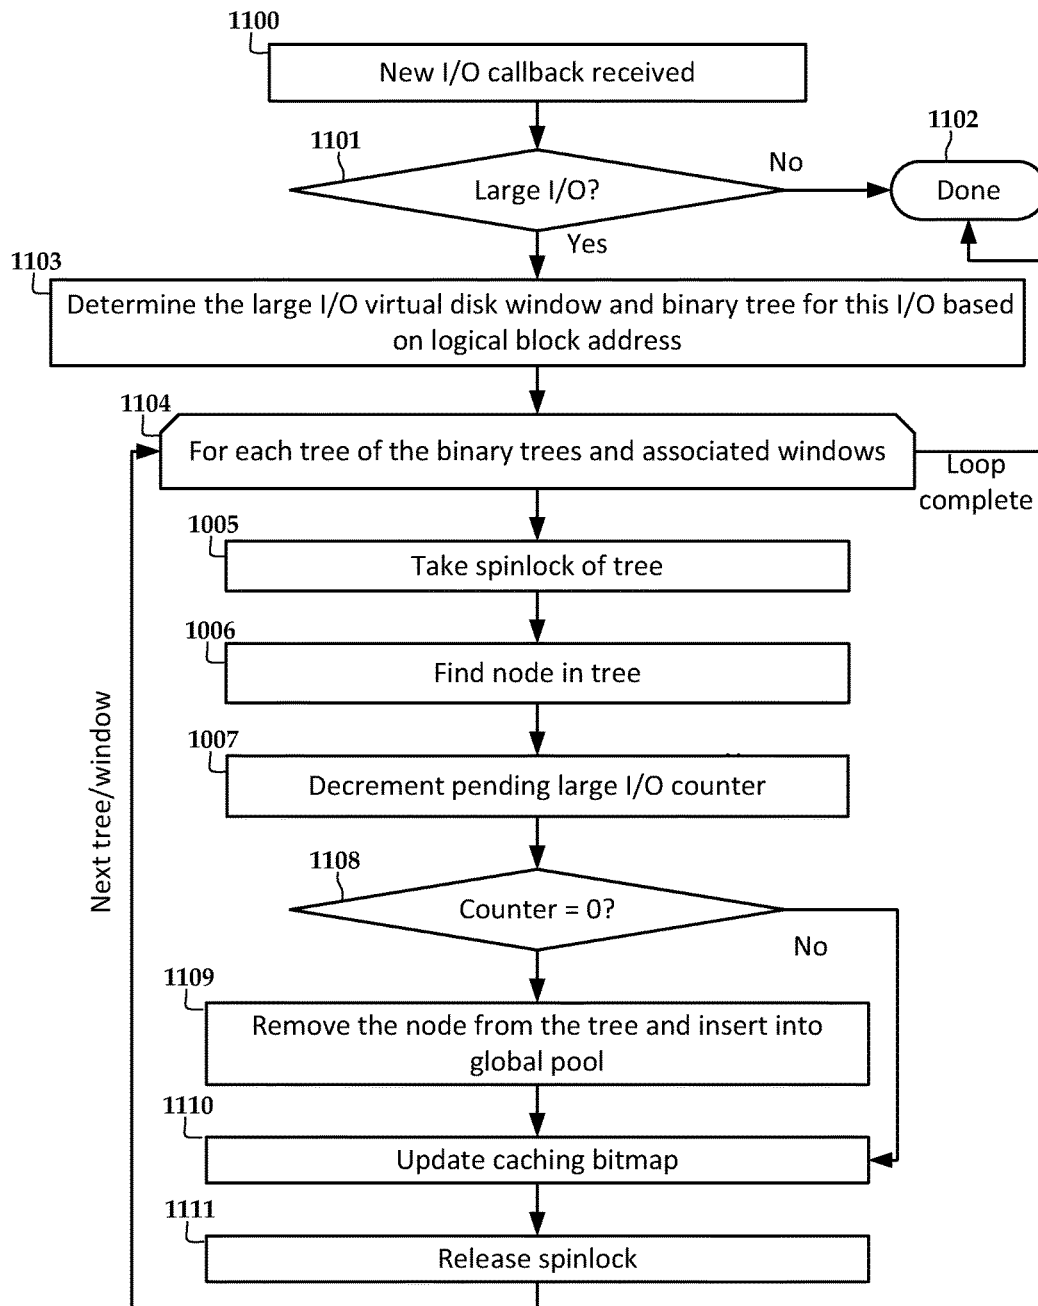 1100
New I/O callback received
1101
Large I/O?
No
1102
Done
Yes
1103
Determine the large I/O virtual disk window and binary tree for this I/O based
on logical block address
1104
For each tree of the binary trees and associated windows
Loop
complete
1005
Take spinlock of tree
1006
Find node in tree
1007
Decrement pending large I/O counter
Next tree/window
1108
Counter = 0?
No
1109
Remove the node from the tree and insert into
global pool
1110
Update caching bitmap
1111
Release spinlock